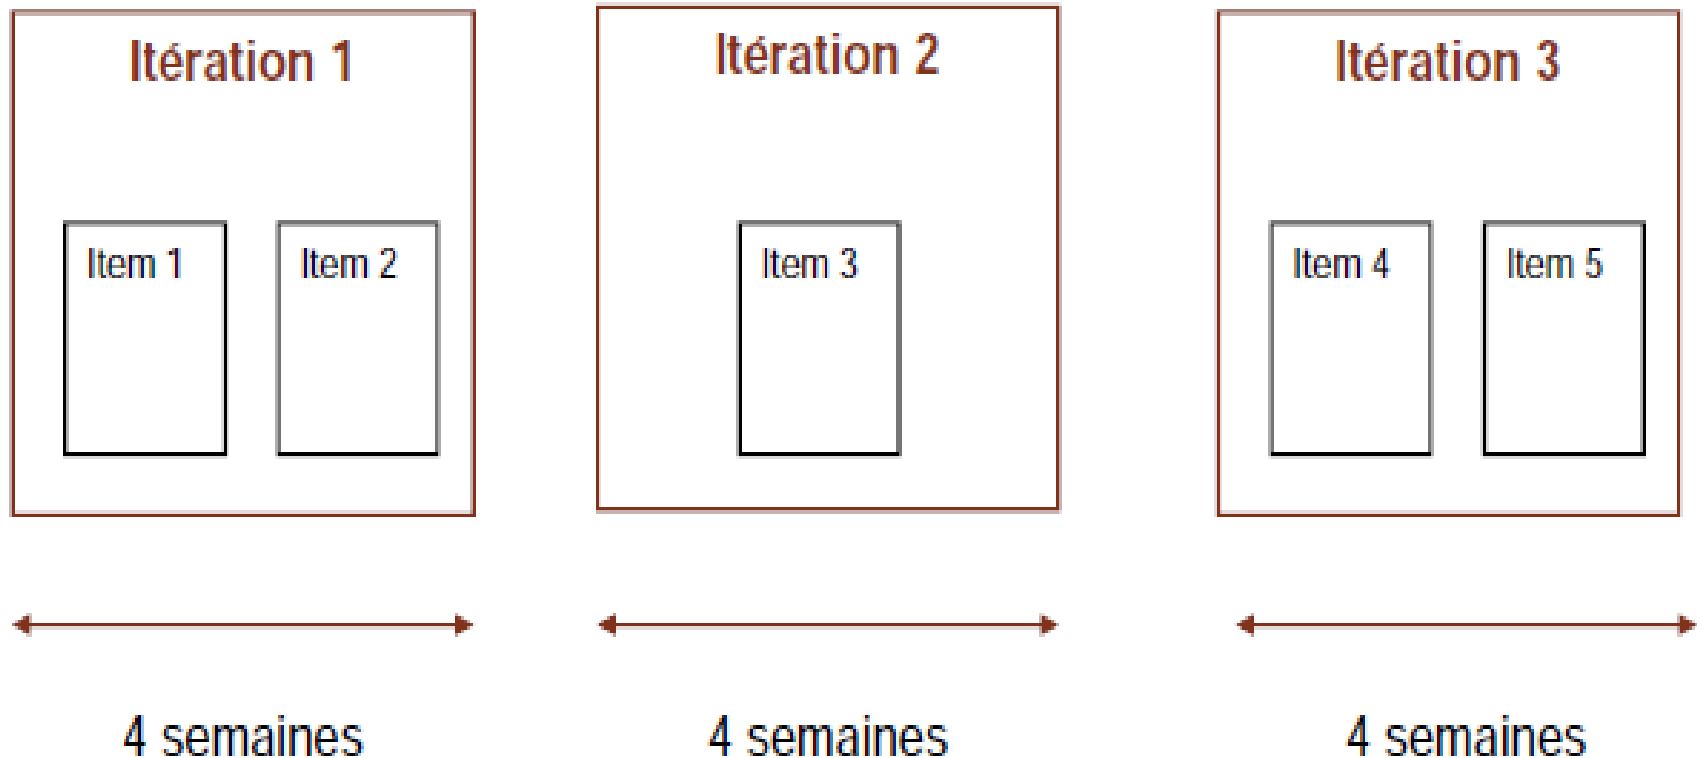 Itération 1
Item 1
Item 2
4 semaines
Itération 2
Item 3
4 semaines
Itération 3
Item 4
Item 5
4 semaines